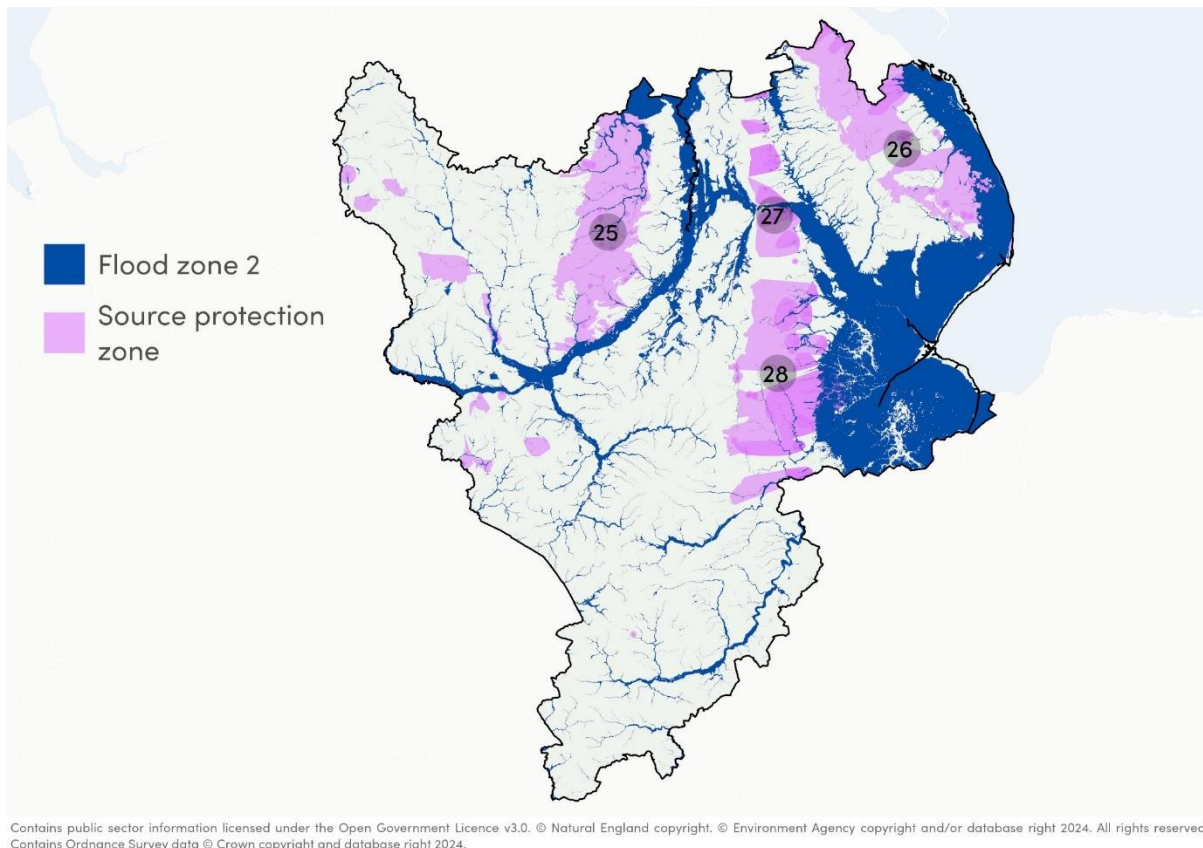 26
27
25
Flood zone 2
Source protection
zone
28
Contains public sector information licensed under the Open Government Licence v3.0. © Natural England copyright. © Environment Agency copyright and/or database right 2024. All rights reserved
Contains Ordnance Survey data © Crown copyright and database right 2024.